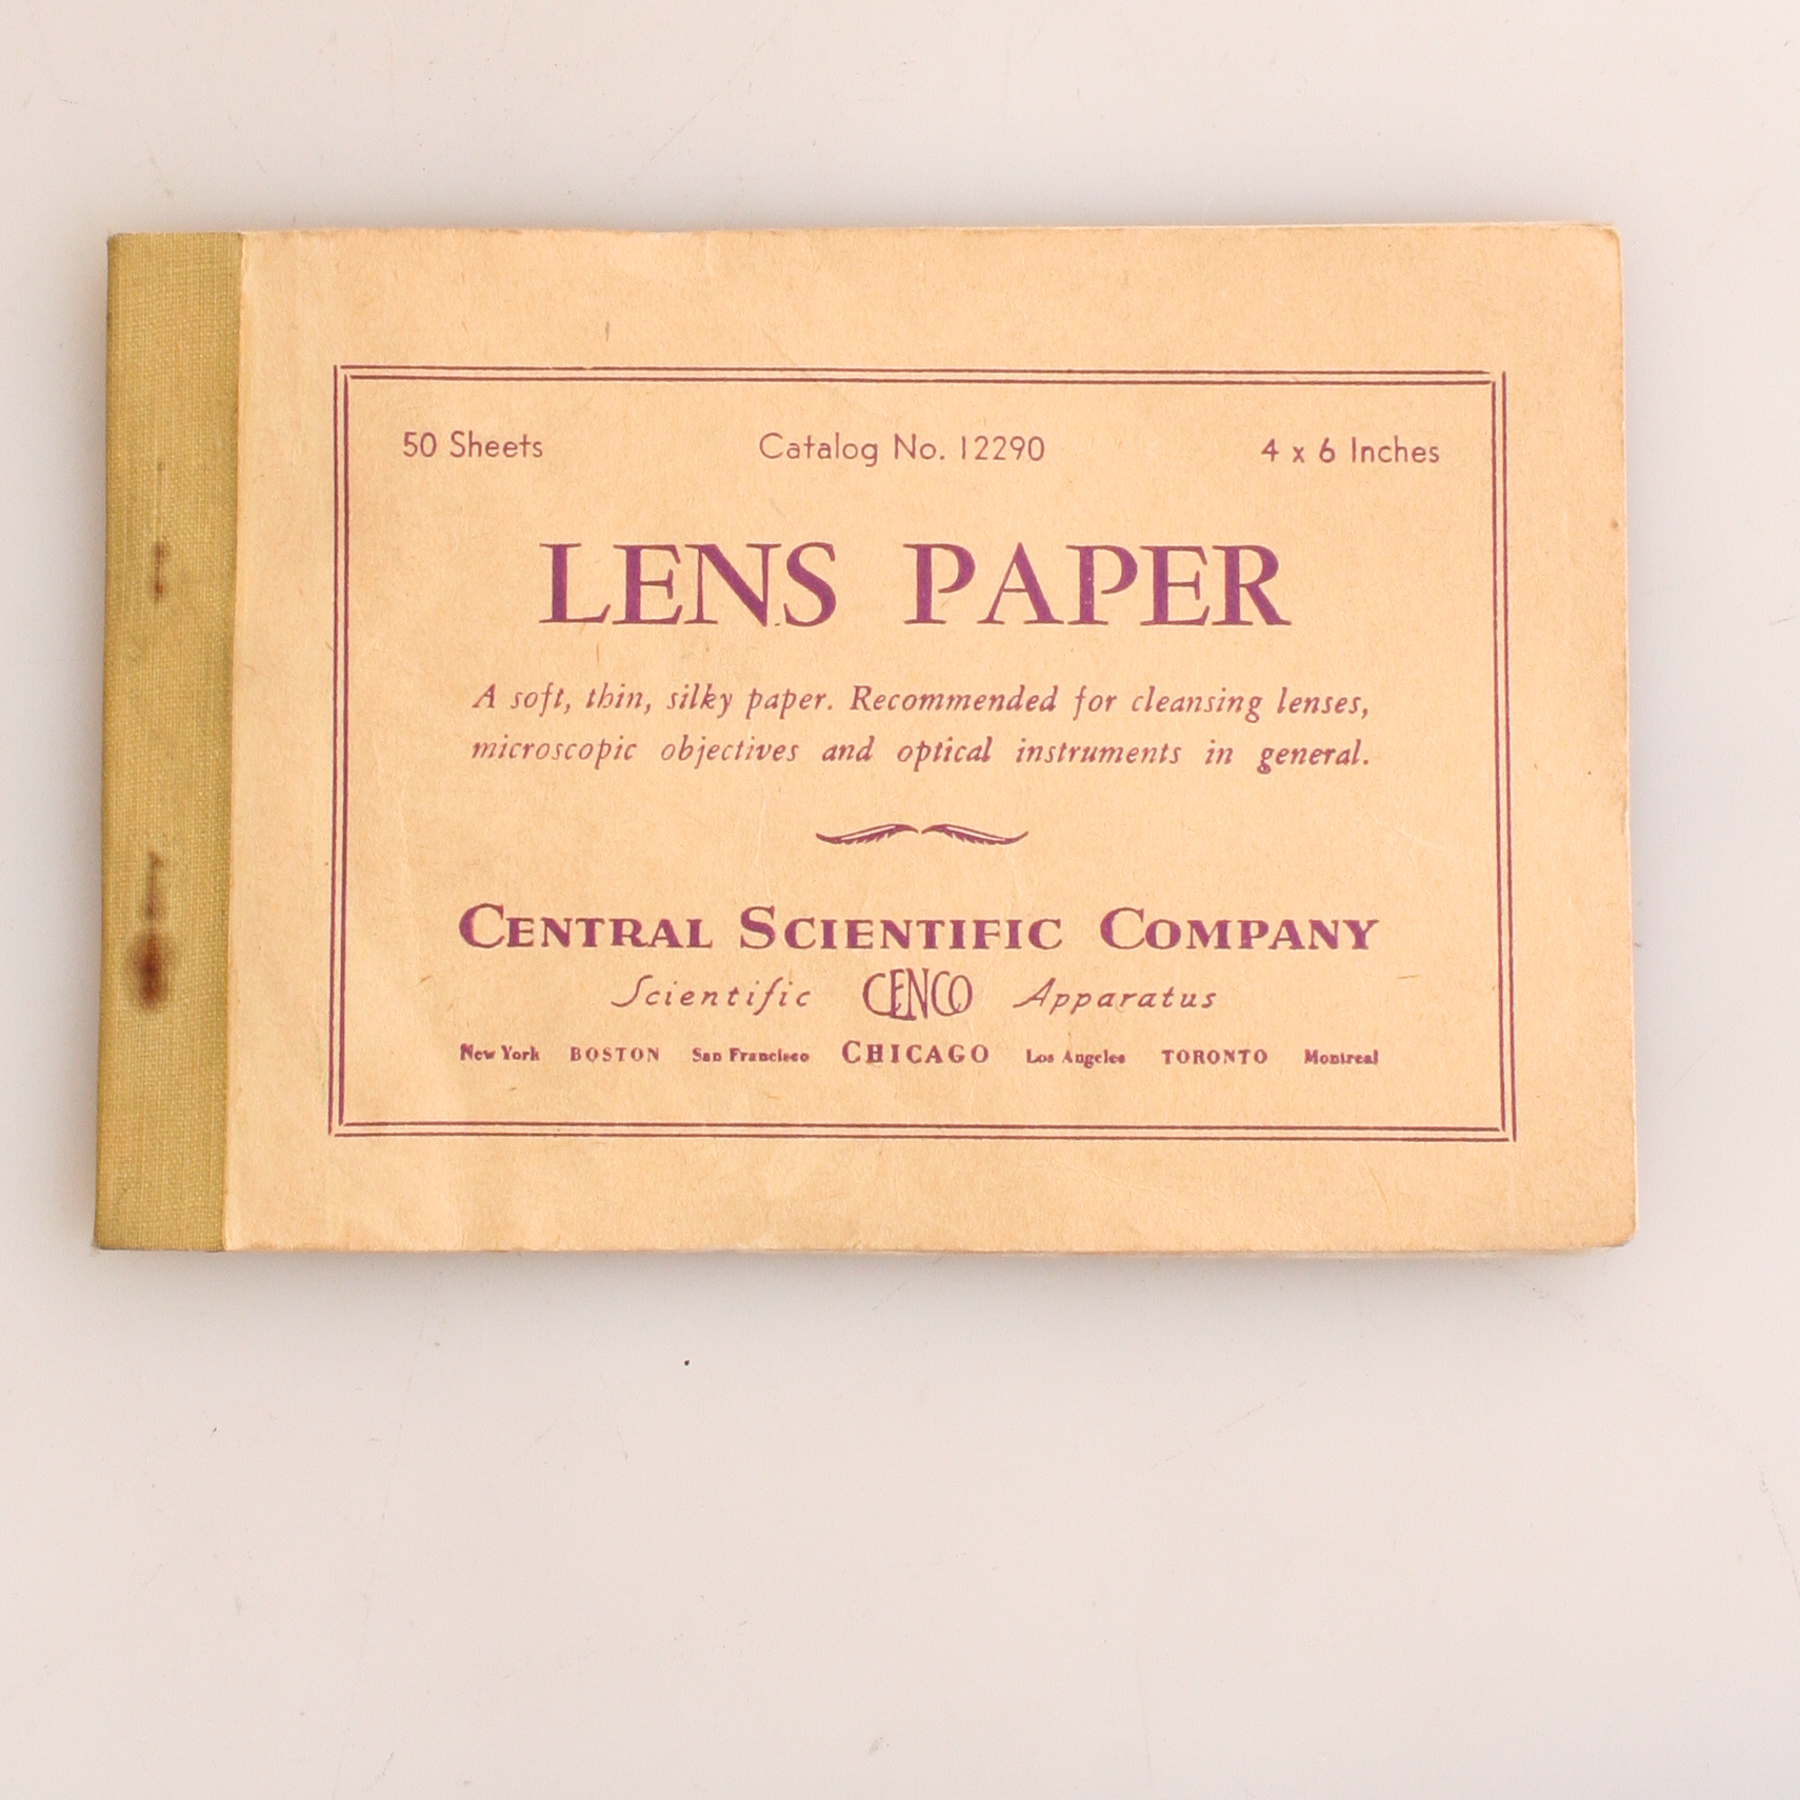 50 Sheets Catalog No. 12290 4 x 6 Inches
LENS PAPER
A soft, thin, silky paper. Recommended for cleansing lenses,
microscopic objectives and optical instruments in general.
CENTRAL SCIENTIFIC COMPANY
Scientific CENCO Apparatus
New York BOSTON San Francisco CHICAGO Los Angeles TORONTO Montreal